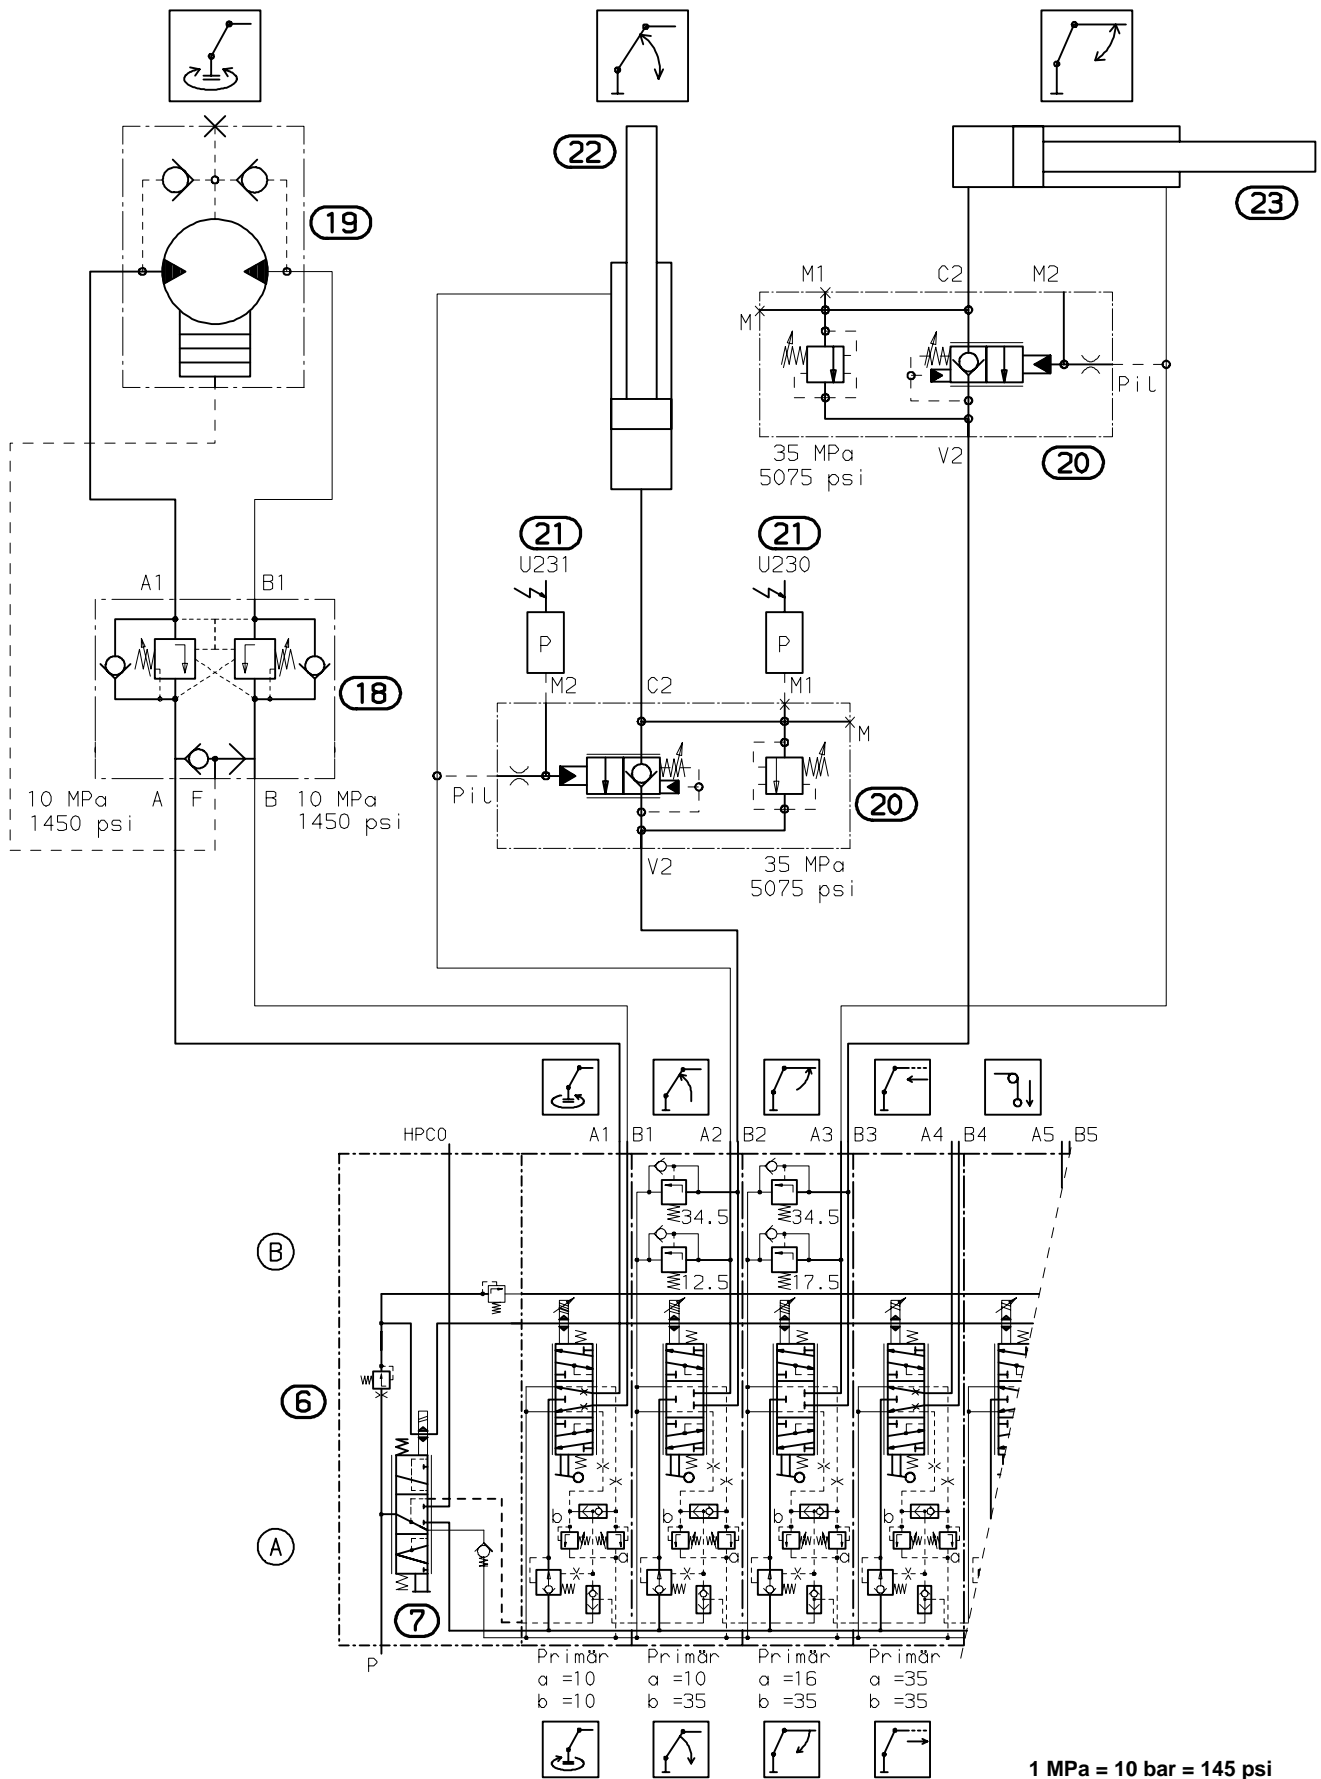 22
23
19
M1
C2
M2
M
Pil
35 MPa
5075 psi
V2
20
21
U231
21
U230
A1
B1
P
P
M2
C2
M1
M
18
Pil
20
10 MPa
1450 psi
A
F
B
10 MPa
1450 psi
V2
35 MPa
5075 psi
HPCO
A1
B1
A2
B2
A3
B3
A4
B4
A5
B5
34.5
34.5
B
12.5
17.5
6
b
b
b
b
A
a
a
a
a
7
P
Primär
a =10
b =10
Primär
a =10
b =35
Primär
a =16
b =35
Primär
a =35
b =35
1 MPa = 10 bar = 145 psi